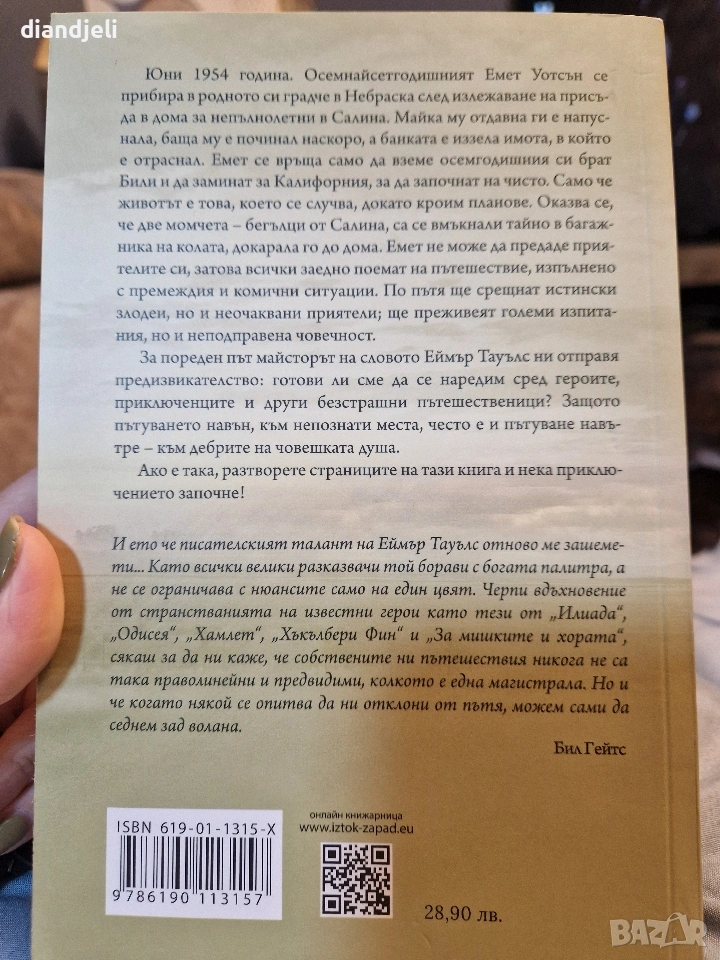 diandjeli
Юни 1954 година. Осемнайсетгодишният Емет Уотсън се
прибира в родното си градче в Небраска след излежаване на присъ-
да в дома за непълнолетни в Салина. Майка му отдавна ги е напус-
нала, баща му е починал наскоро, а банката е иззела имота, в който
е отраснал. Емет се връща само да вземе осемгодишния си брат
Били и да заминат за Калифорния, за да започнат на чисто. Само че
животът е това, което се случва, докато кроим планове. Оказва се,
че две момчета – бегълци от Салина, са се вмъкнали тайно в багаж-
ника на колата, докарала го до дома. Емет не може да предаде прия-
телите си, затова всички заедно поемат на пътешествие, изпълнено
с премеждия и комични ситуации. По пътя ще срещнат истински
злодеи, но и неочаквани приятели; ще преживеят големи изпита-
ния, но и неподправена човечност.
За пореден път майсторът на словото Еймър Тауълс ни отправя
предизвикателство: готови ли сме да се наредим сред героите,
приключенците и други безстрашни пътешественици? Защото
пътуването навън, към непознати места, често е и пътуване навъ-
тре – към дебрите на човешката душа.
Ако е така, разтворете страниците на тази книга и нека приклю-
чението започне!
И ето че писателският талант на Еймър Тауълс отново ме зашеме-
ти... Като всички велики разказвачи той борави с богата палитра, а
не се ограничава с нюансите само на един цвят. Черпи вдъхновение
от странстванията на известни герои като тези от „Илиада“,
„Одисея“, „Хамлет“, „Хъкълбери Фин“ и „За мишките и хората“,
сякаш за да ни каже, че собствените ни пътешествия никога не са
така праволинейни и предвидими, колкото е една магистрала. Но и
че когато някой се опитва да ни отклони от пътя, можем сами да
седнем зад волана.
Бил Гейтс
ISBN 619-01-1315-X
9 786190 113157
онлайн книжарница
www.iztok-zapad.eu
28,90 лв.
BAZAR